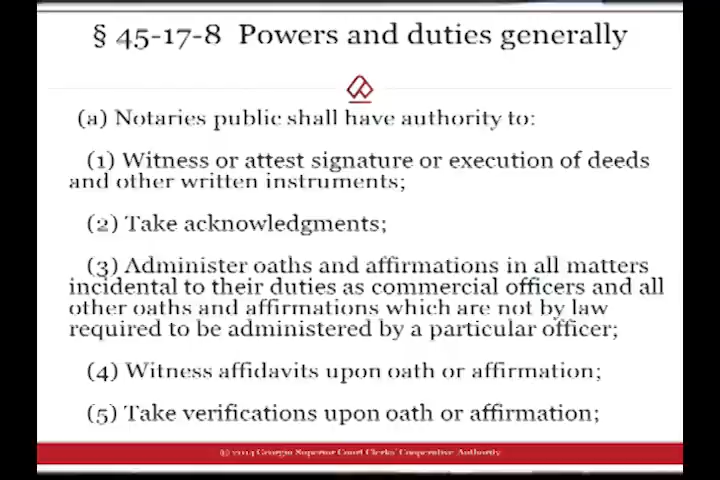 § 45-17-8 Powers and duties generally
(a) Notaries public shall have authority to:
(1) Witness or attest signature or execution of deeds
and other written instruments;
(2) Take acknowledgments;
(3) Administer oaths and affirmations in all matters
incidental to their duties as commercial officers and all
other oaths and affirmations which are not by law
required to be administered by a particular officer;
(4) Witness affidavits upon oath or affirmation;
(5) Take verifications upon oath or affirmation;
© 2014 Georgia Superior Court Clerks' Cooperative Authority